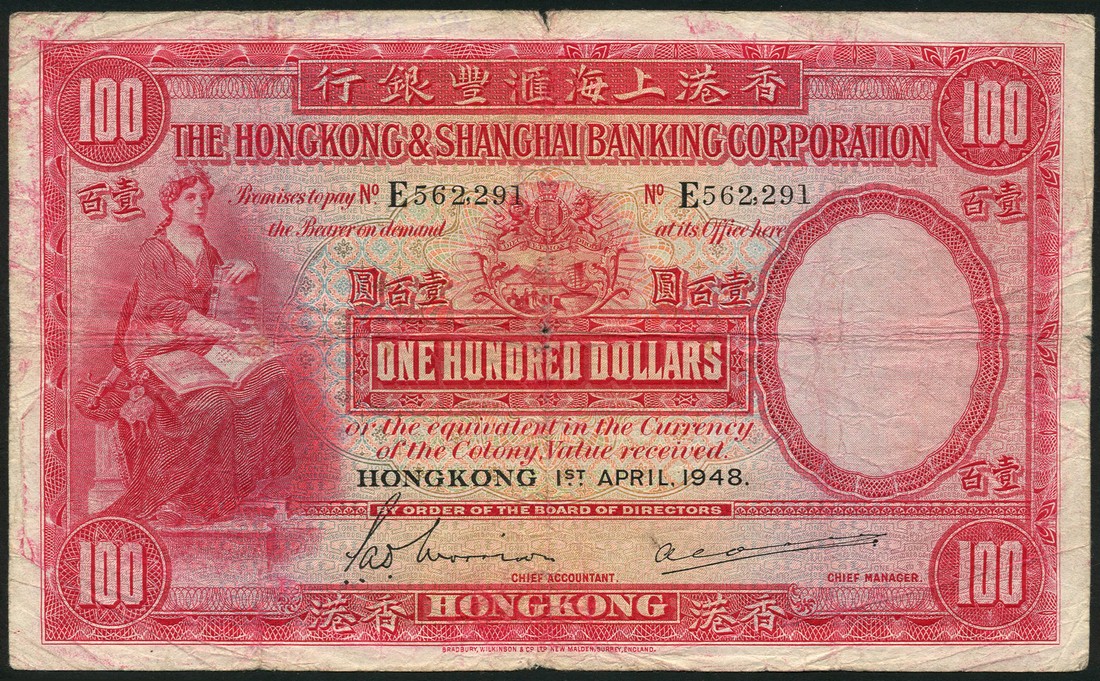 行銀豐滙海上港香
100 100
THE HONGKONG & SHANGHAI BANKING CORPORATION
百壹 百壹
Promises to pay Nº E562,291 Nº E562,291
the Bearer on demand at its Office here
圓百壹 圓百壹
ONE HUNDRED DOLLARS
or the equivalent in the Currency
of the Colony, Value received.
百壹
HONGKONG 1ST APRIL, 1948.
BY ORDER OF THE BOARD OF DIRECTORS
100 100
CHIEF ACCOUNTANT. CHIEF MANAGER.
港香 HONGKONG 港香
BRADBURY, WILKINSON & CO LTD NEW MALDEN, SURREY, ENGLAND.